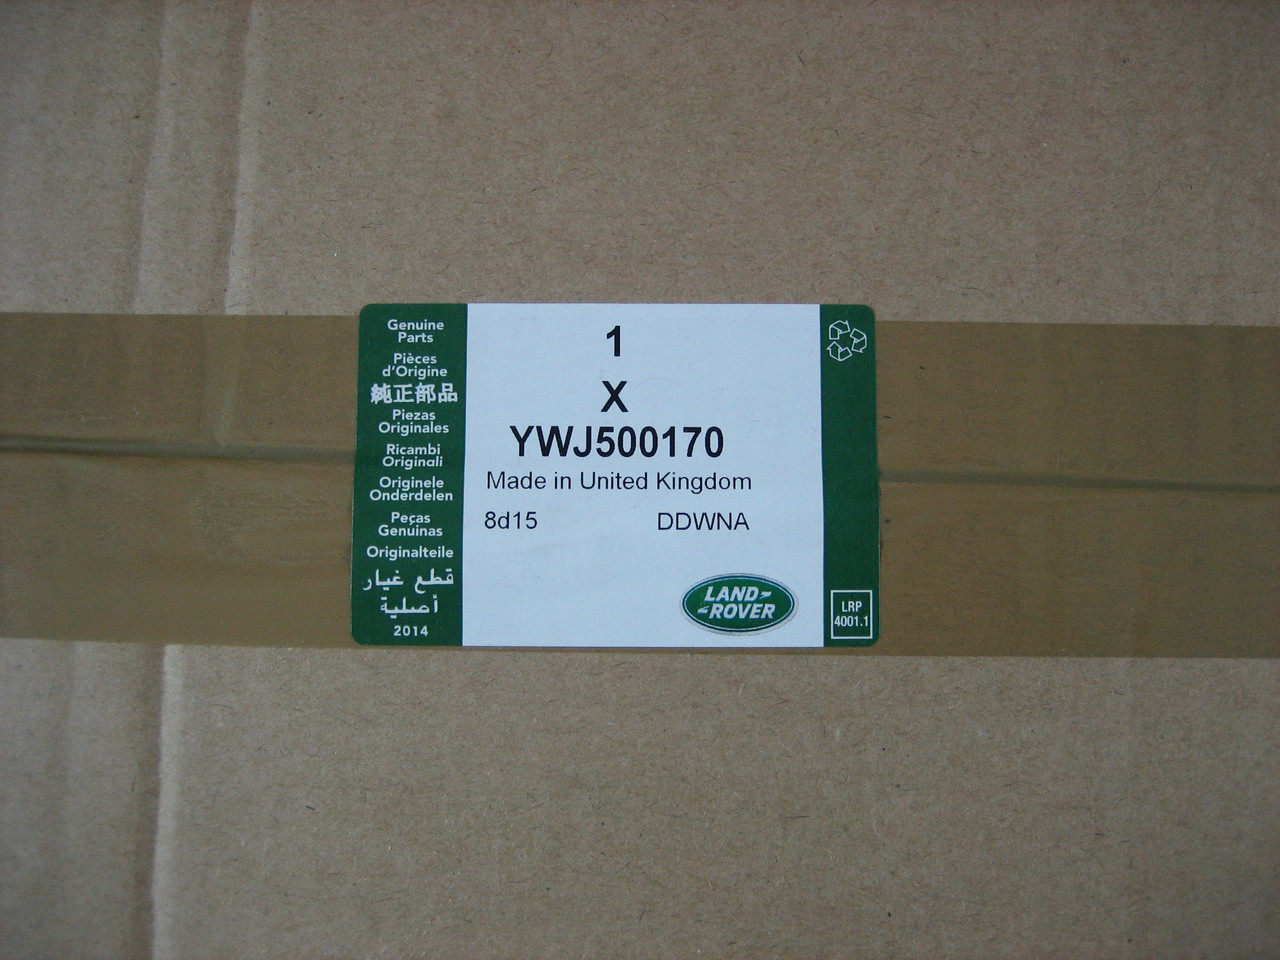 Genuine
Parts
Pièces
d'Origine
純正部品
Piezas
Originales
Ricambi
Originali
Originele
Onderdelen
Peças
Genuinas
Originalteile
قطع غيار
أصلية
2014
1
X
YWJ500170
Made in United Kingdom
8d15 DDWNA
LAND-
-ROVER
LRP
4001.1